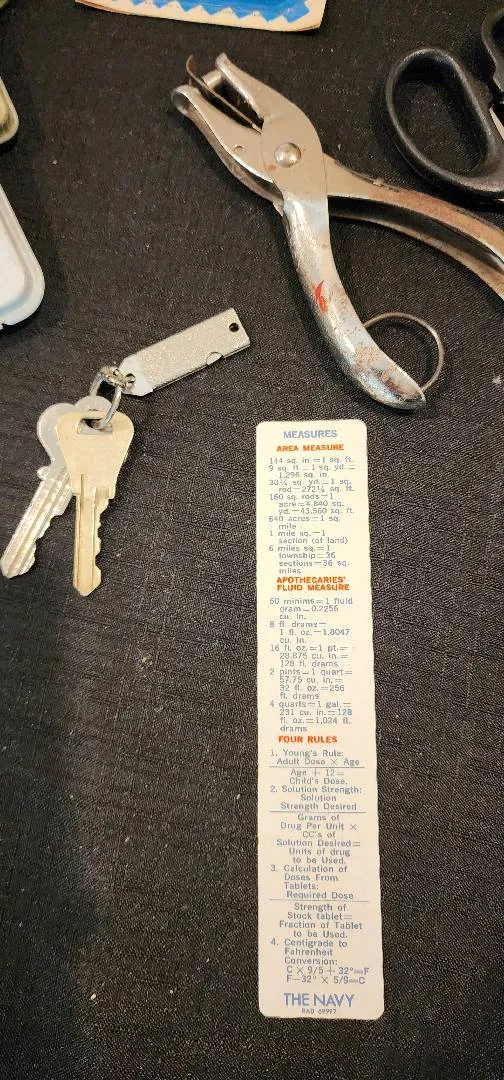 MEASURES
AREA MEASURE
144 sq. in.=1 sq. ft.
9 sq. ft.=1 sq. yd.=
1,296 sq. in.
30¼ sq. yd.=1 sq.
rod=272¼ sq. ft.
160 sq. rods=1
acre=4,840 sq.
yd.=43,560 sq. ft.
640 acres=1 sq.
mile
1 mile sq.=1
section (of land)
6 miles sq.=1
township=36
sections=36 sq.
miles
APOTHECARIES'
FLUID MEASURE
60 minims=1 fluid
dram=0.2256
cu. in.
8 fl. drams=
1 fl. oz.=1.8047
cu. in.
16 fl. oz.=1 pt.=
28.875 cu. in.=
128 fl. drams
2 pints=1 quart=
57.75 cu. in.=
32 fl. oz.=256
fl. drams
4 quarts=1 gal.=
231 cu. in.=128
fl. oz.=1,024 fl.
drams
FOUR RULES
1. Young's Rule:
Adult Dose × Age
Age + 12=
Child's Dose.
2. Solution Strength:
Solution
Strength Desired
Grams of
Drug Per Unit ×
CC's of
Solution Desired=
Units of drug
to be Used.
3. Calculation of
Doses From
Tablets:
Required Dose
Strength of
Stock tablet=
Fraction of Tablet
to be Used.
4. Centigrade to
Fahrenheit
Conversion:
C × 9/5 + 32°=F
F−32° × 5/9=C
THE NAVY
RAD 69997